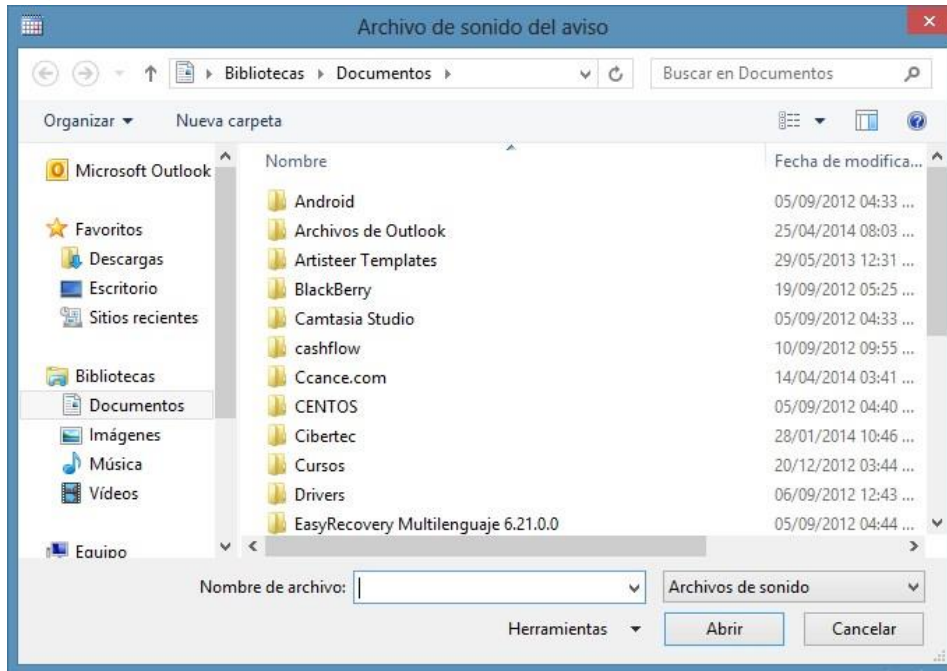 Archivo de sonido del aviso
Bibliotecas Documentos
Buscar en Documentos
Organizar
Nueva carpeta
Microsoft Outlook
Favoritos
Descargas
Escritorio
Sitios recientes
Bibliotecas
Documentos
Imágenes
Música
Vídeos
Equipo
Nombre Fecha de modifica...
Android 05/09/2012 04:33 ...
Archivos de Outlook 25/04/2014 08:03 ...
Artisteer Templates 29/05/2013 12:31 ...
BlackBerry 19/09/2012 05:25 ...
Camtasia Studio 05/09/2012 04:33 ...
cashflow 10/09/2012 09:55 ...
Ccance.com 14/04/2014 03:41 ...
CENTOS 05/09/2012 04:40 ...
Cibertec 28/01/2014 10:46 ...
Cursos 20/12/2012 03:44 ...
Drivers 06/09/2012 12:43 ...
EasyRecovery Multilenguaje 6.21.0.0 05/09/2012 04:44 ...
Nombre de archivo:
Archivos de sonido
Herramientas
Abrir
Cancelar